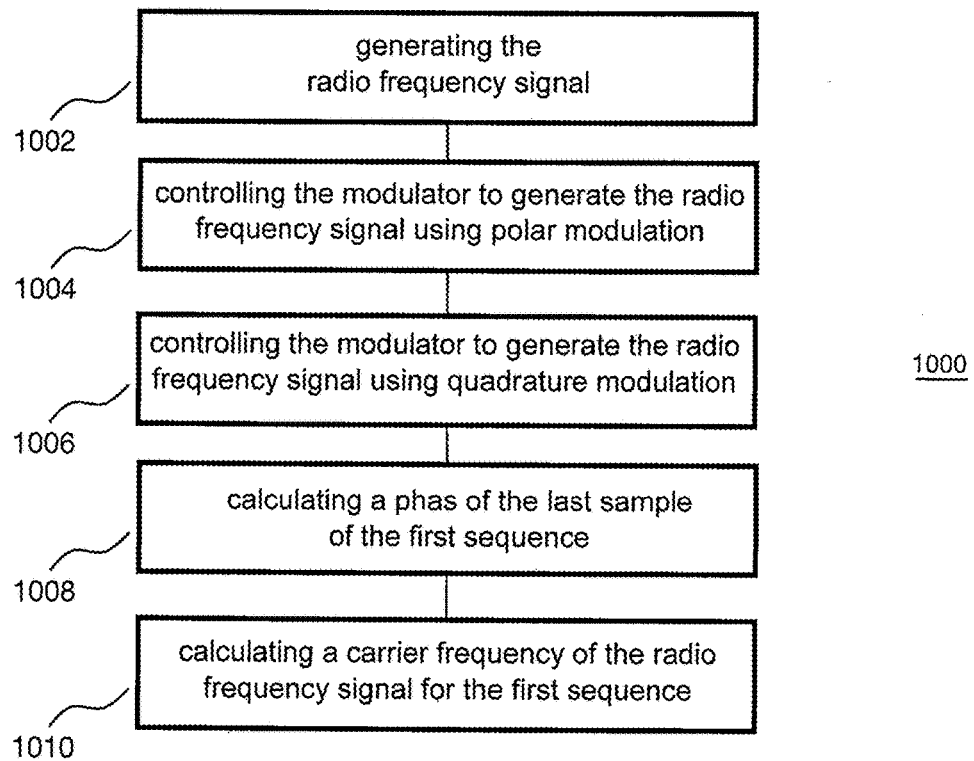 generating the
radio frequency signal
1002
controlling the modulator to generate the radio
frequency signal using polar modulation
1004
controlling the modulator to generate the radio
frequency signal using quadrature modulation
1000
1006
calculating a phas of the last sample
of the first sequence
1008
calculating a carrier frequency of the radio
frequency signal for the first sequence
1010